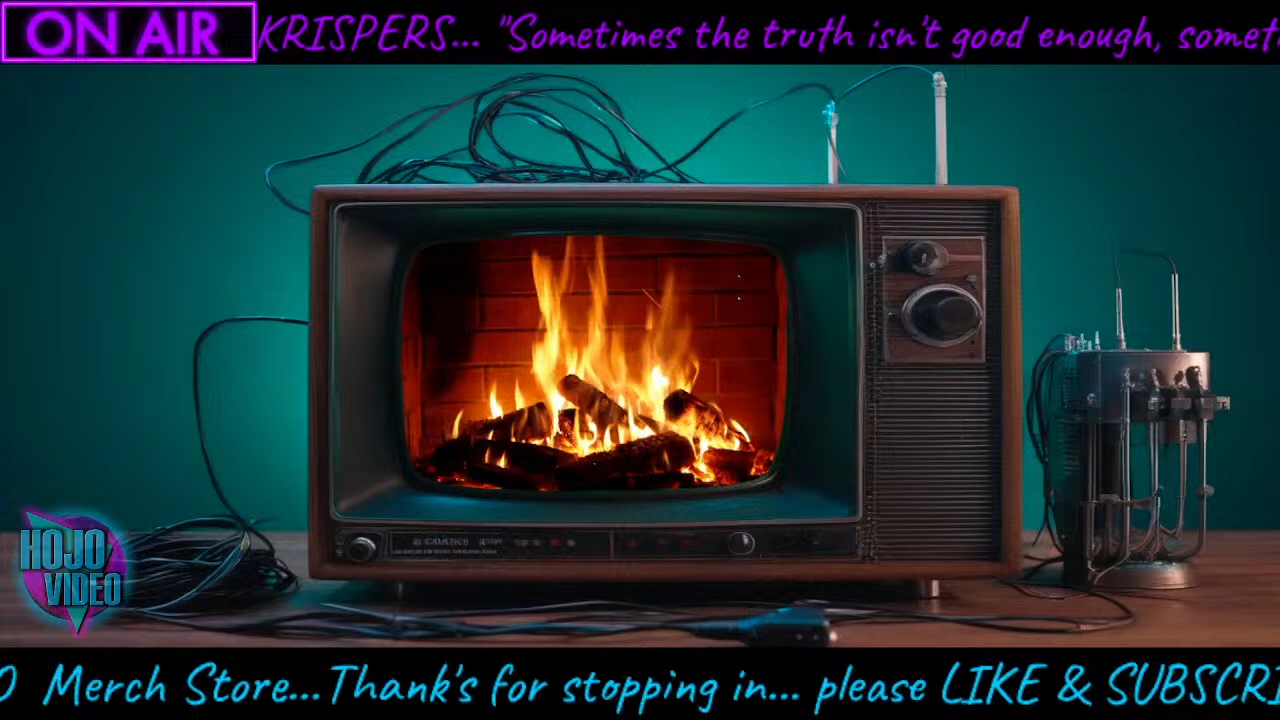 ON AIR
KRISPERS... "Sometimes the truth isn't good enough, somet
HOJO
VIDEO
O Merch Store...Thank's for stopping in... please LIKE & SUBSCRI